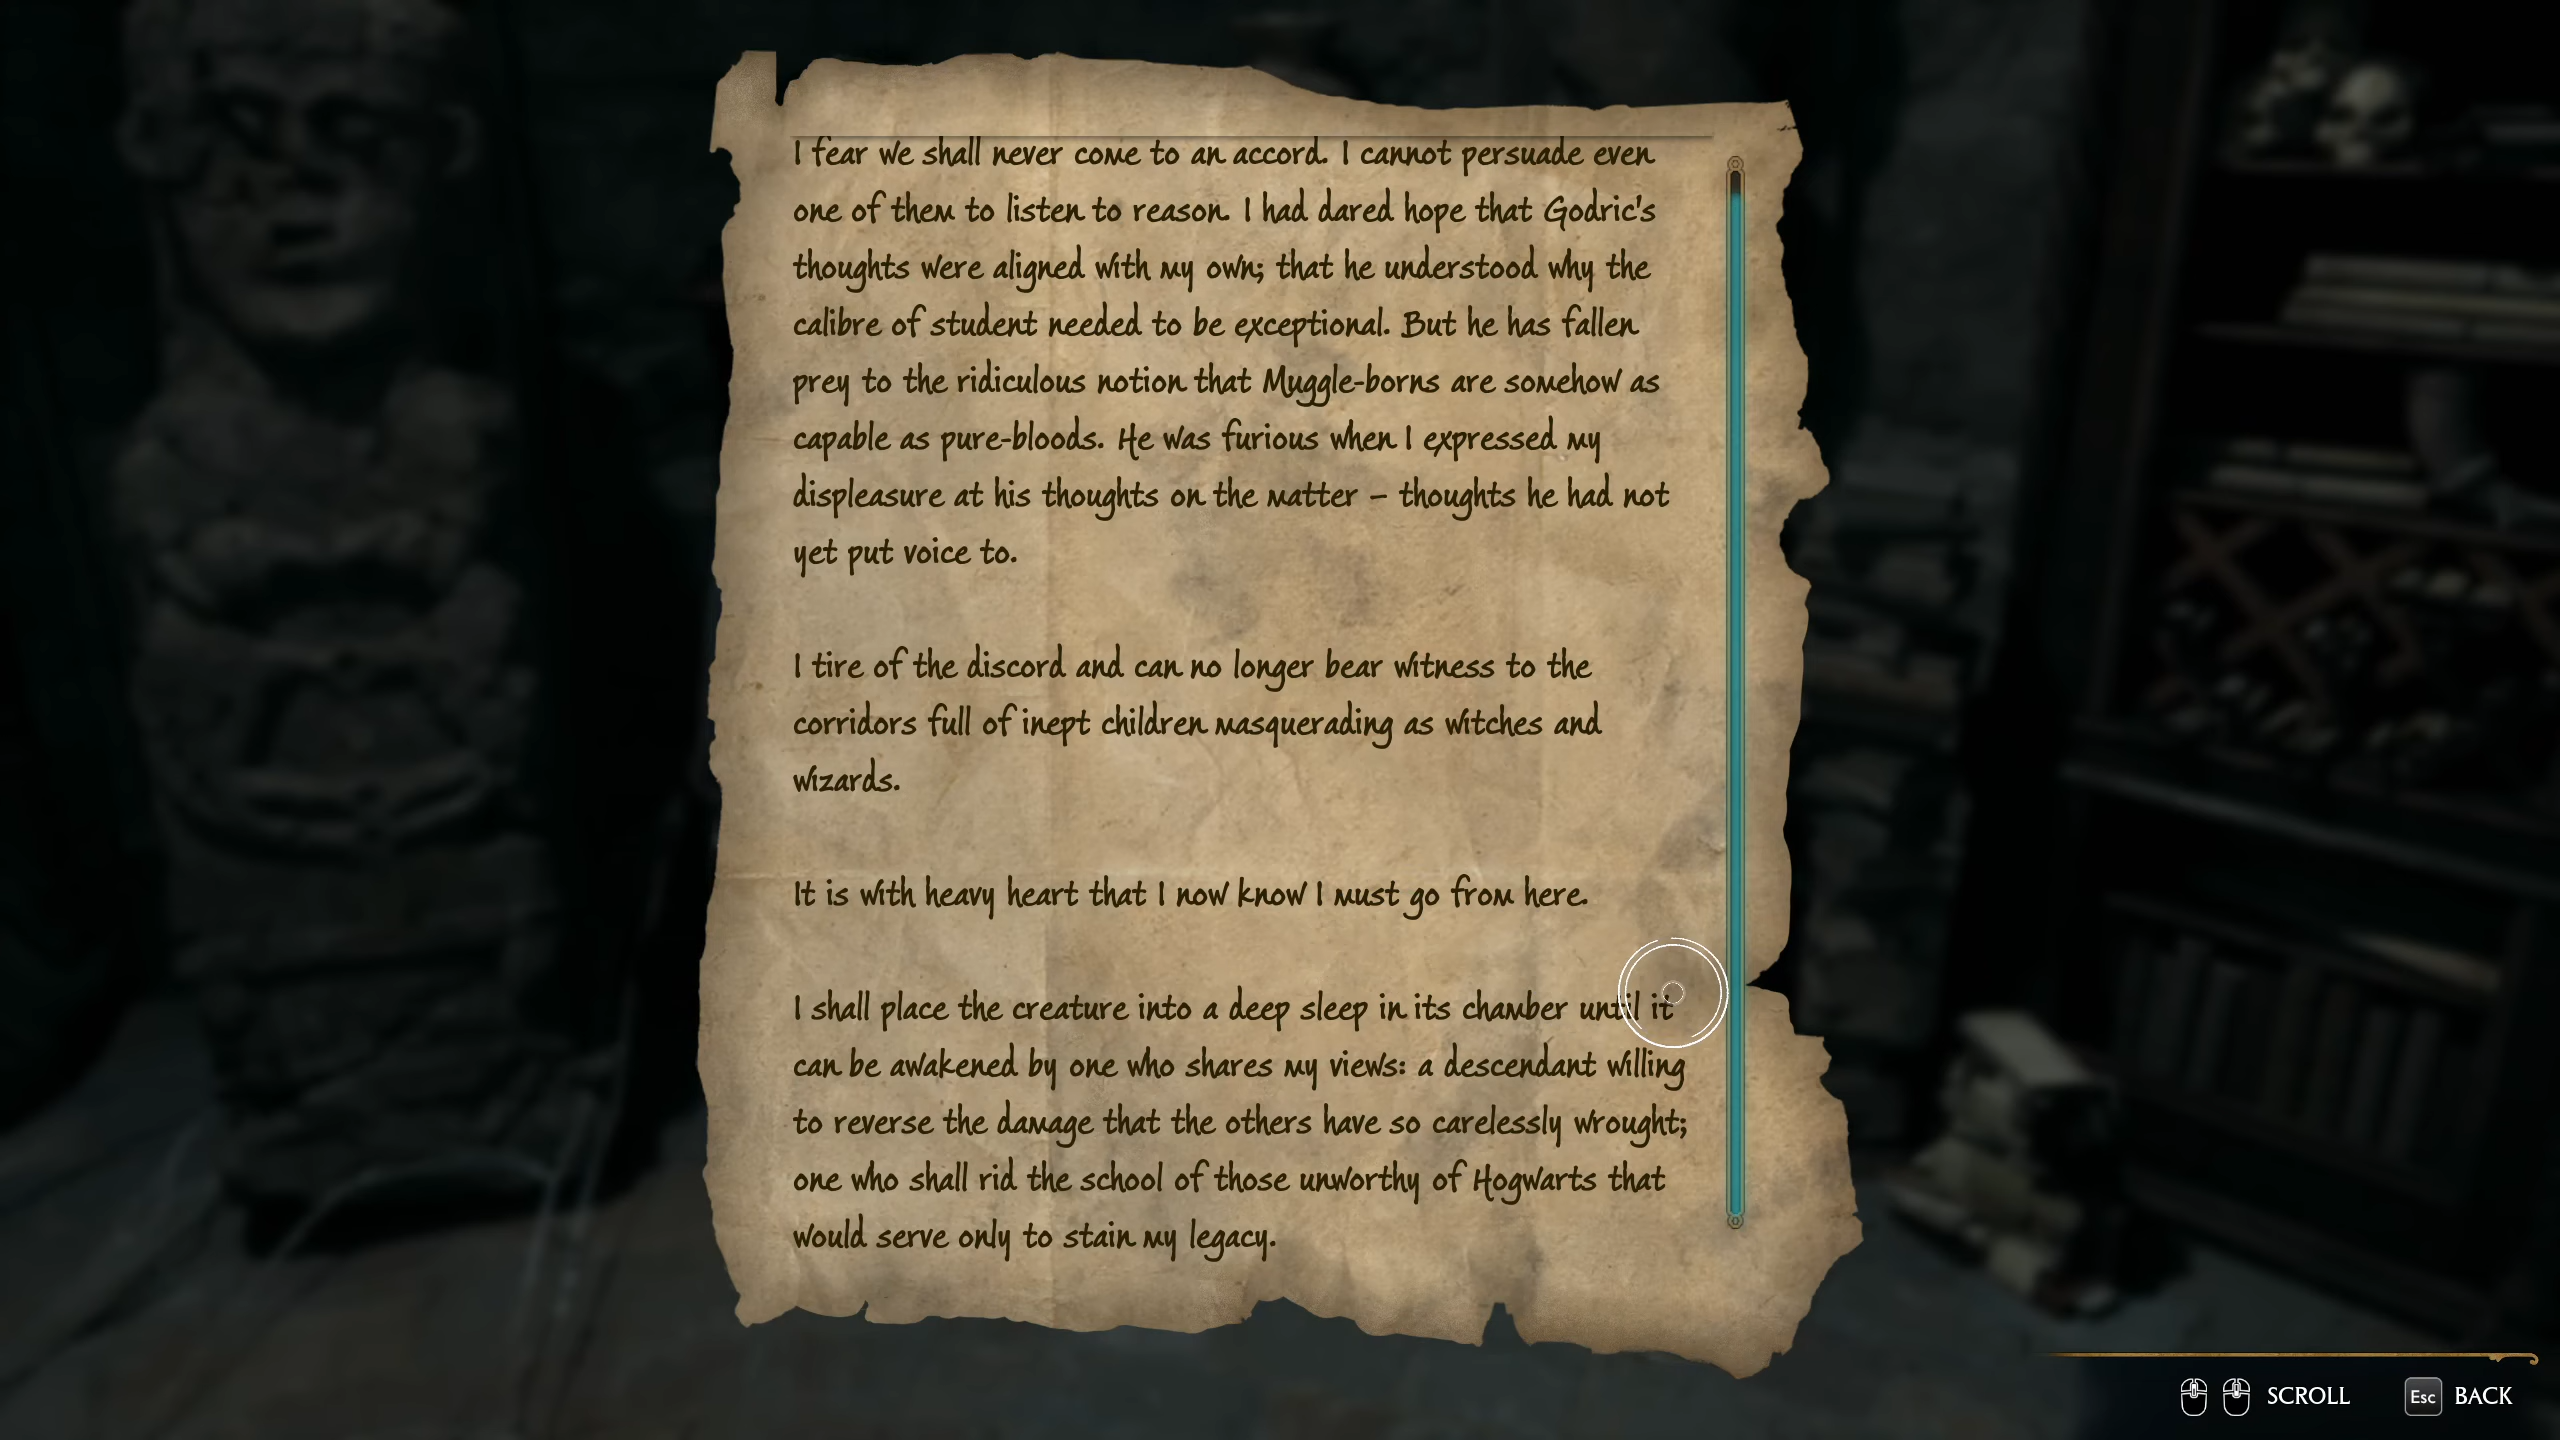 I fear we shall never come to an accord. I cannot persuade even
one of them to listen to reason. I had dared hope that Godric's
thoughts were aligned with my own; that he understood why the
calibre of student needed to be exceptional. But he has fallen
prey to the ridiculous notion that Muggle-borns are somehow as
capable as pure-bloods. He was furious when I expressed my
displeasure at his thoughts on the matter – thoughts he had not
yet put voice to.
I tire of the discord and can no longer bear witness to the
corridors full of inept children masquerading as witches and
wizards.
It is with heavy heart that I now know I must go from here.
I shall place the creature into a deep sleep in its chamber until it
can be awakened by one who shares my views: a descendant willing
to reverse the damage that the others have so carelessly wrought;
one who shall rid the school of those unworthy of Hogwarts that
would serve only to stain my legacy.
SCROLL Esc BACK